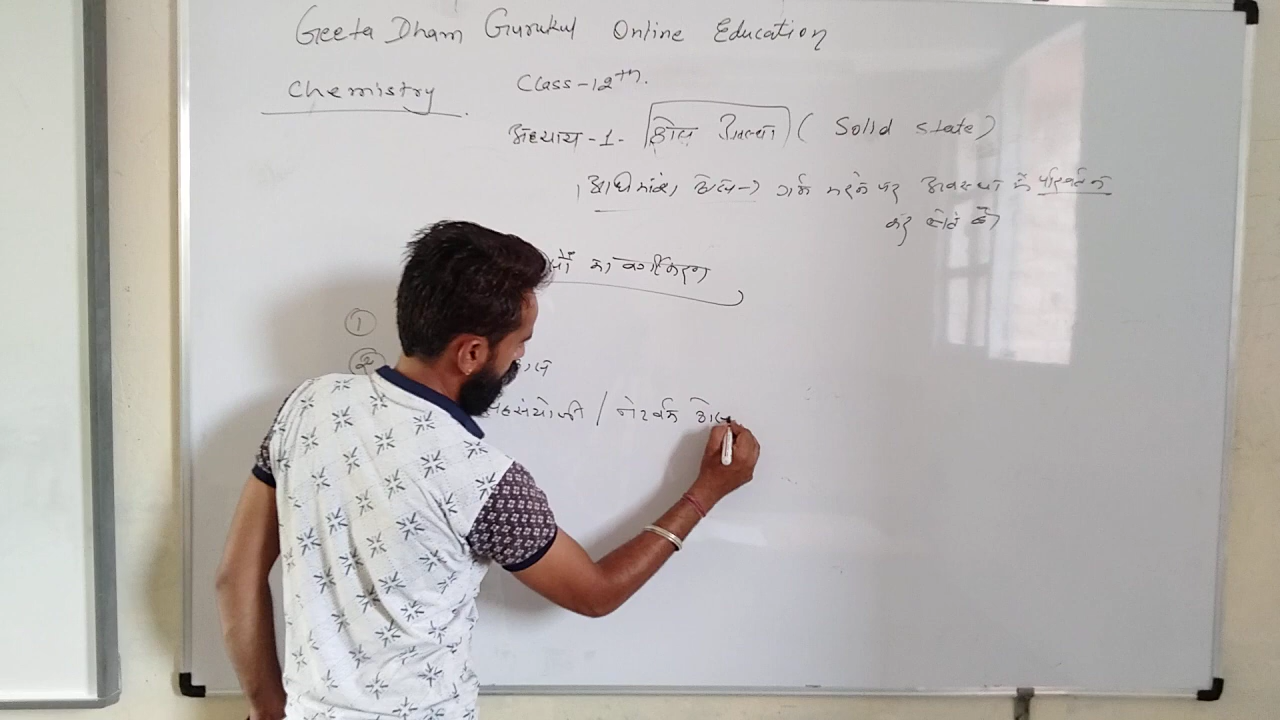 Geeta Dham Gurukul Online Education
Chemistry
Class-12th.
अध्याय-1. ठोस अवस्था (Solid state)
ठोस → गर्म करने पर अवस्था में परिवर्तन
कर लेते है
का वर्गीकरण
①
②
सहसंयोजी / नेटवर्क ठोस